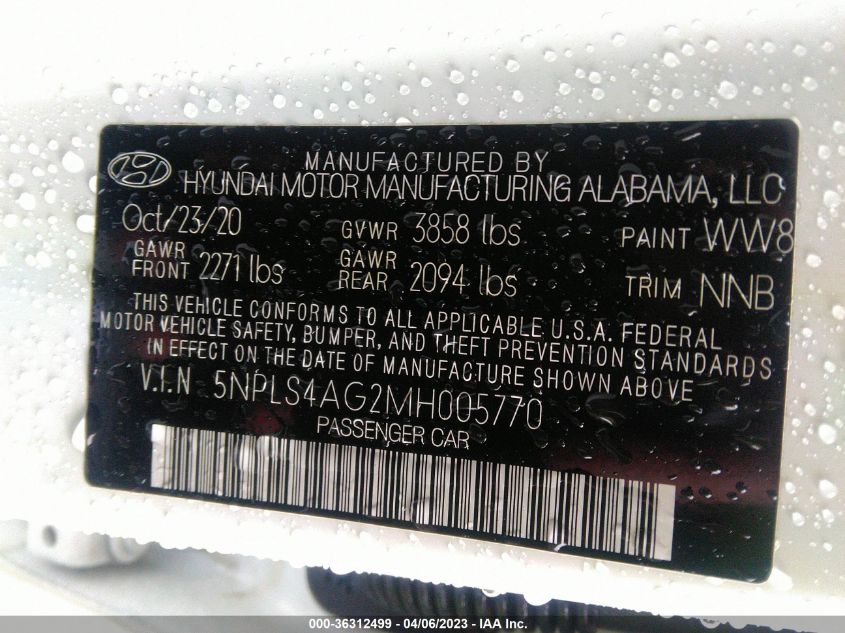 MANUFACTURED BY
HYUNDAI MOTOR MANUFACTURING ALABAMA, LLC
Oct/23/20 GVWR 3858 lbs PAINT WW8
GAWR FRONT 2271 lbs GAWR REAR 2094 lbs TRIM NNB
THIS VEHICLE CONFORMS TO ALL APPLICABLE U.S.A. FEDERAL
MOTOR VEHICLE SAFETY, BUMPER, AND THEFT PREVENTION STANDARDS
IN EFFECT ON THE DATE OF MANUFACTURE SHOWN ABOVE
V.I.N 5NPLS4AG2MH005770
PASSENGER CAR
000-36312499 - 04/06/2023 - IAA Inc.